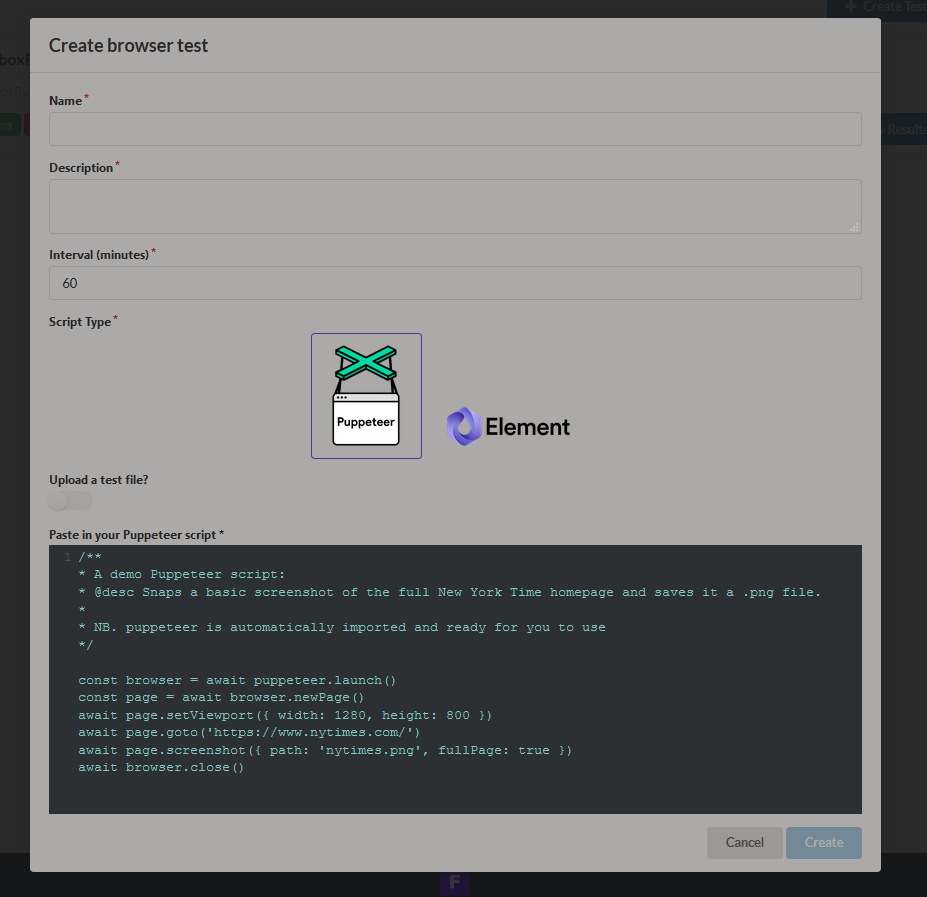 Create Test
Create browser test
Name*
Description*
Results
Interval (minutes)*
60
Script Type*
Puppeteer
Element
Upload a test file?
Paste in your Puppeteer script *
1 /**
* A demo Puppeteer script:
* @desc Snaps a basic screenshot of the full New York Time homepage and saves it a .png file.
*
* NB. puppeteer is automatically imported and ready for you to use
*/
const browser = await puppeteer.launch()
const page = await browser.newPage()
await page.setViewport({ width: 1280, height: 800 })
await page.goto('https://www.nytimes.com/')
await page.screenshot({ path: 'nytimes.png', fullPage: true })
await browser.close()
Cancel
Create
F